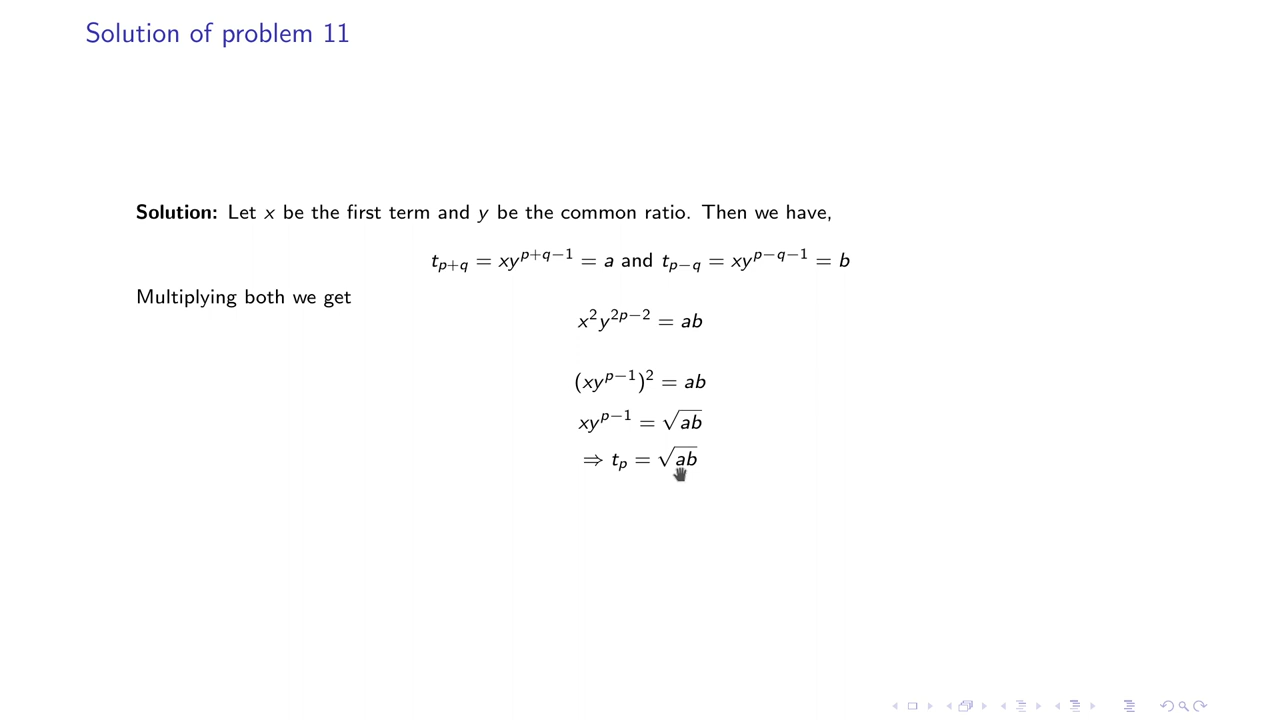 Solution of problem 11
Solution: Let x be the first term and y be the common ratio. Then we have,
t_{p+q} = xy^{p+q−1} = a and t_{p−q} = xy^{p−q−1} = b
Multiplying both we get
x^2y^{2p−2} = ab
(xy^{p−1})^2 = ab
xy^{p−1} = √ab
⇒ t_p = √ab